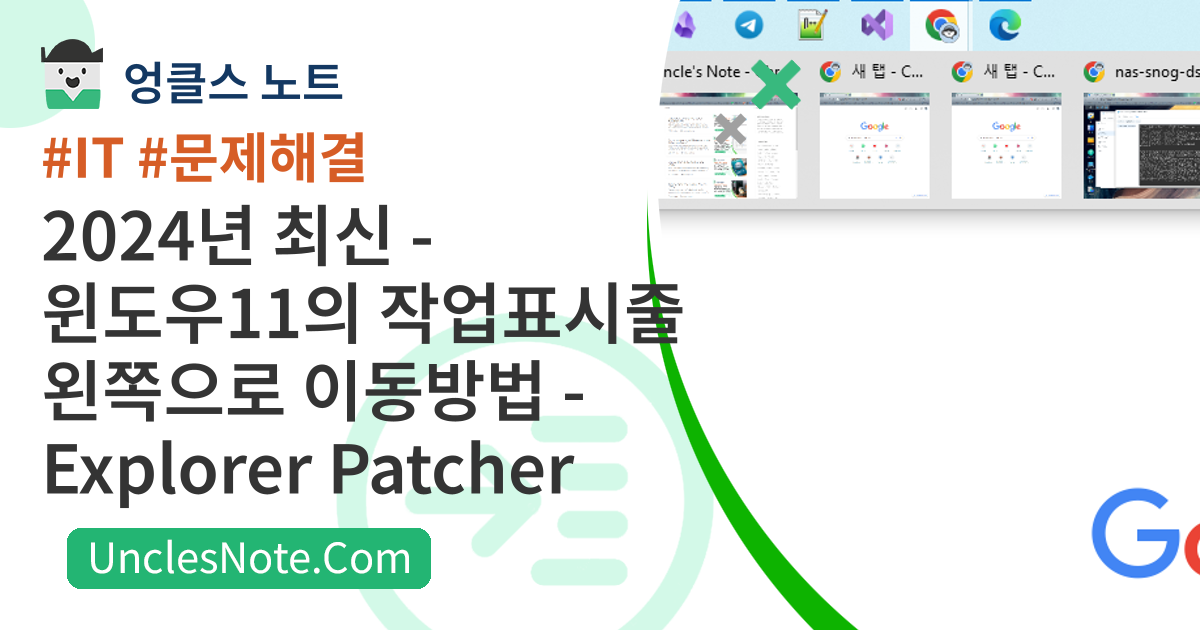 엉클스 노트
#IT #문제해결
2024년 최신 -
윈도우11의 작업표시줄
왼쪽으로 이동방법 -
Explorer Patcher
UnclesNote.Com
ncle's Note -
새 탭 - C...
새 탭 - C...
nas-snog-ds
Google
Google